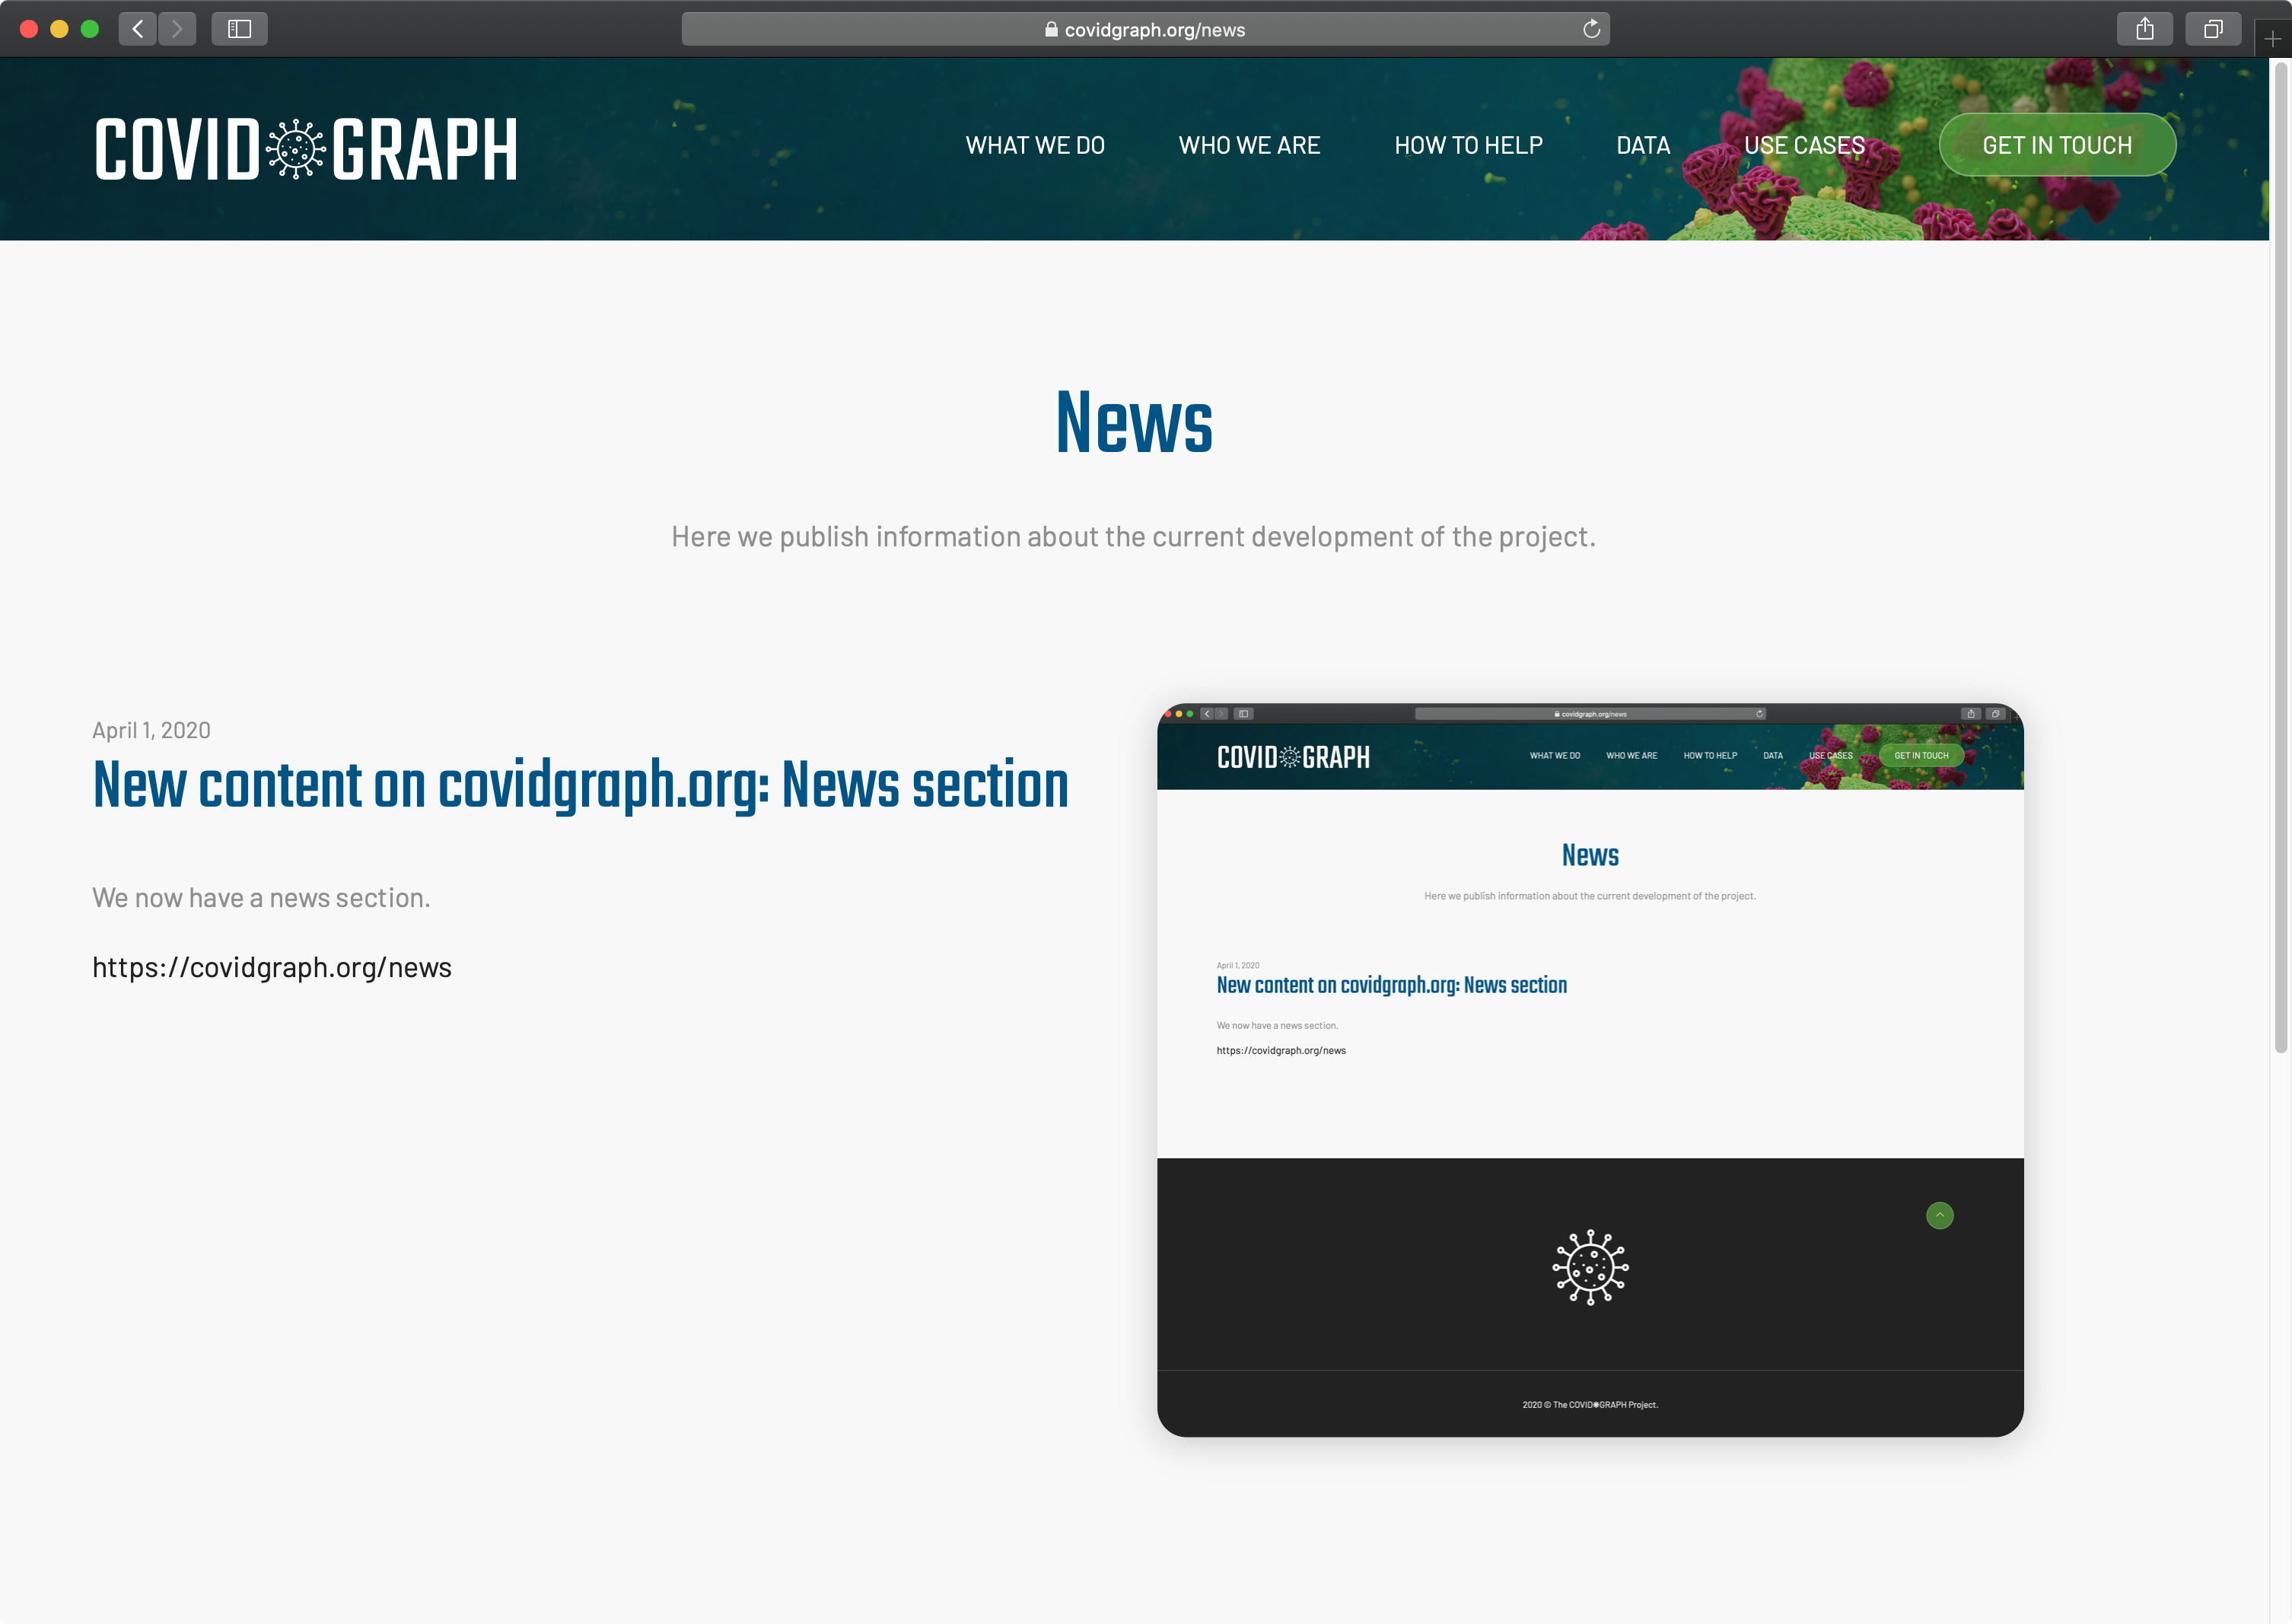 covidgraph.org/news
COVID GRAPH
WHAT WE DO
WHO WE ARE
HOW TO HELP
DATA
USE CASES
GET IN TOUCH
News
Here we publish information about the current development of the project.
April 1, 2020
New content on covidgraph.org: News section
We now have a news section.
https://covidgraph.org/news
covidgraph.org/news
COVID GRAPH
WHAT WE DO
WHO WE ARE
HOW TO HELP
DATA
USE CASES
GET IN TOUCH
News
Here we publish information about the current development of the project.
April 1, 2020
New content on covidgraph.org: News section
We now have a news section.
https://covidgraph.org/news
2020 © The COVID GRAPH Project.